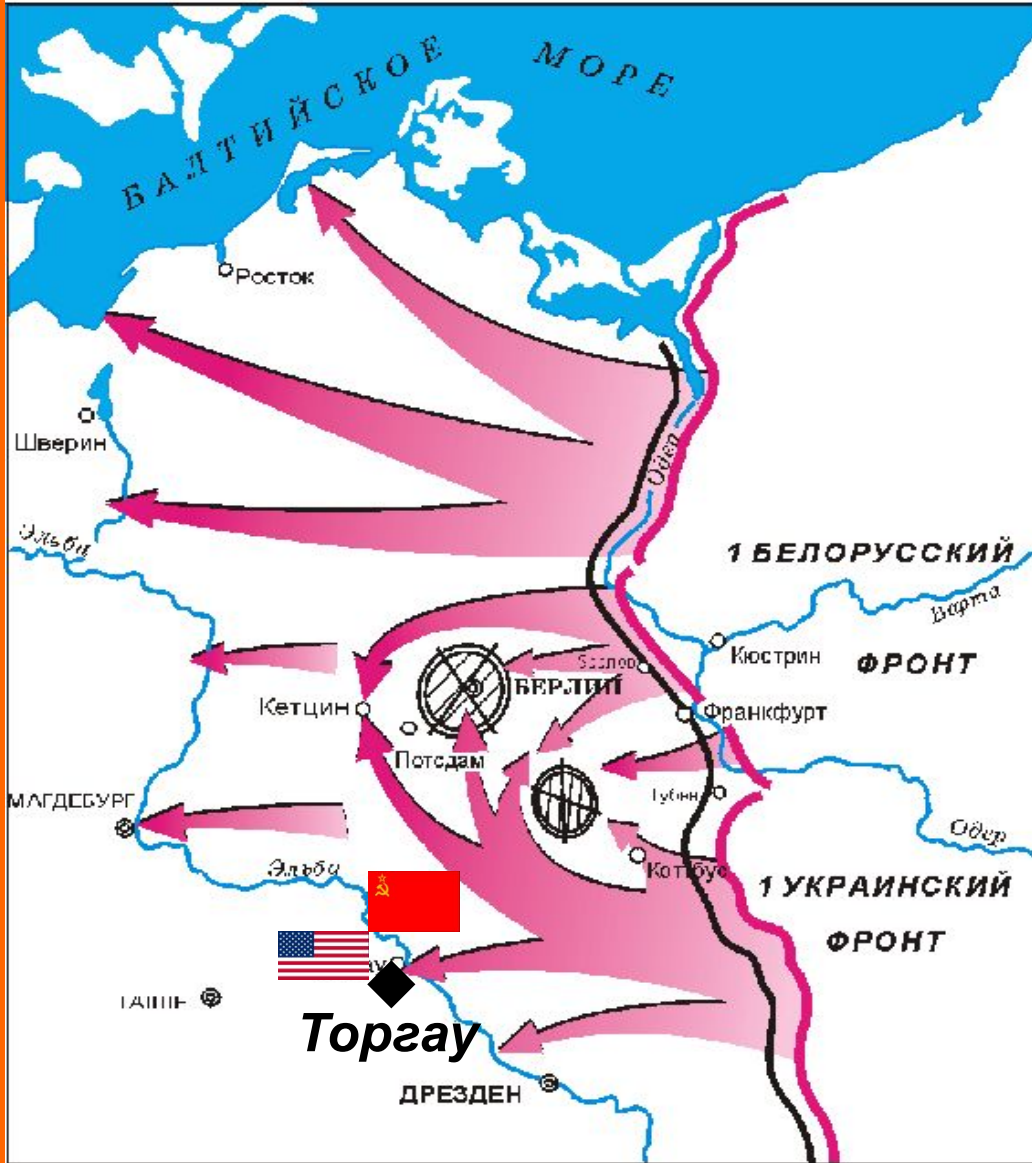 БАЛТИЙСКОЕ МОРЕ
Росток
Шверин
Одер
Эльба
1 БЕЛОРУССКИЙ
Варта
Кюстрин
ФРОНТ
БЕРЛИН
Кетцин
Франкфурт
Потсдам
МАГДЕБУРГ
Губен
Одер
Эльба
Коттбус
1 УКРАИНСКИЙ
ФРОНТ
Торгау
ДРЕЗДЕН